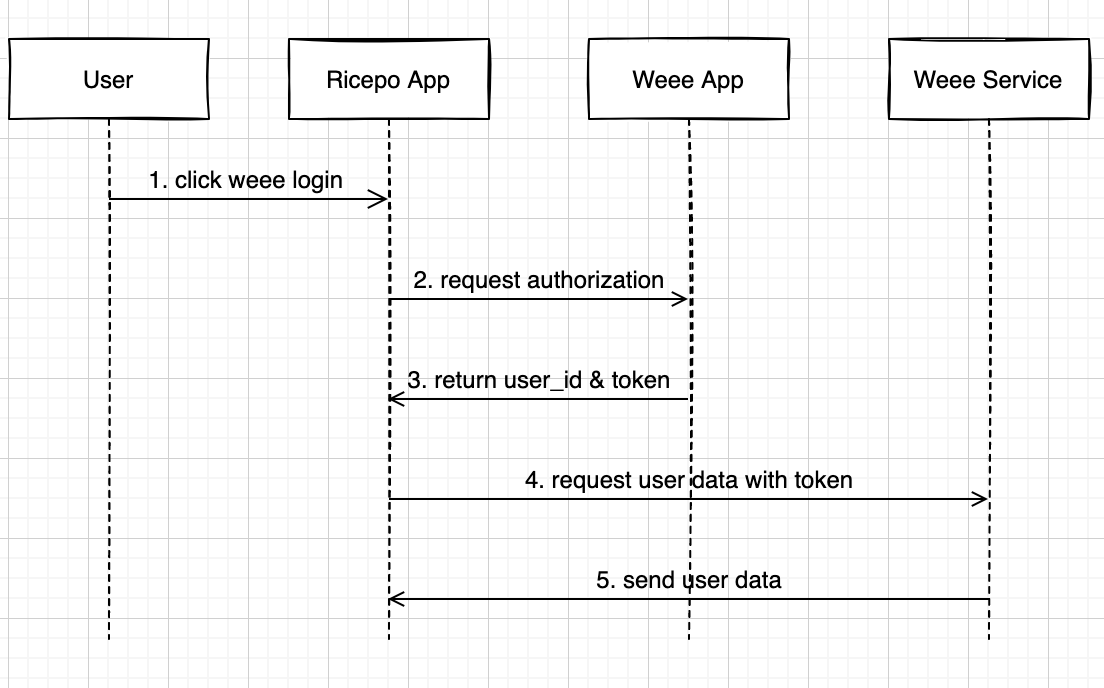 User
Ricepo App
Weee App
Weee Service
1. click weee login
2. request authorization
3. return user_id & token
4. request user data with token
5. send user data